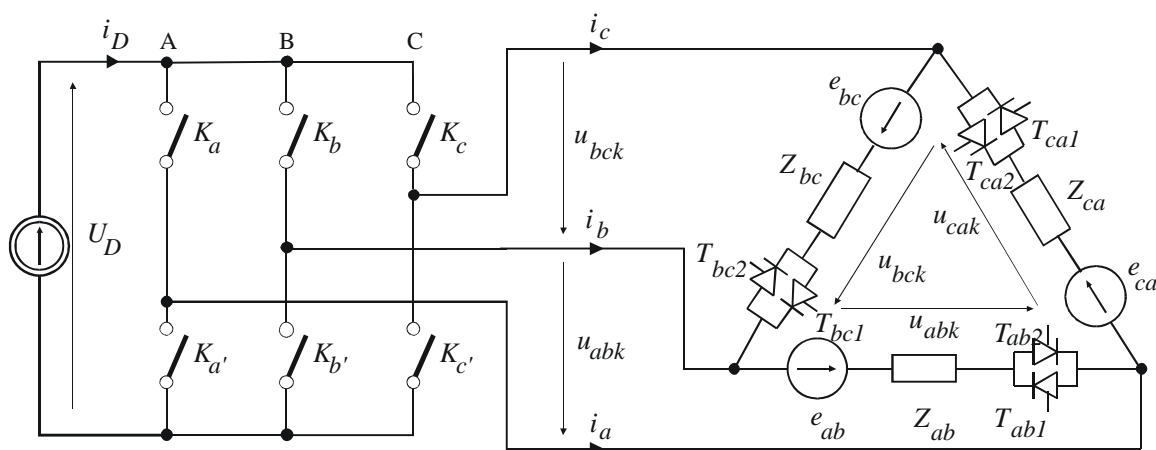 i_D A B C i_c
K_a K_b K_c u_bck
e_bc T_ca1
Z_bc T_ca2 Z_ca
U_D i_b T_bc2 u_bck u_cak e_ca
T_bc1 u_abk T_ab2
K_a' K_b' K_c' u_abk
i_a e_ab Z_ab T_ab1